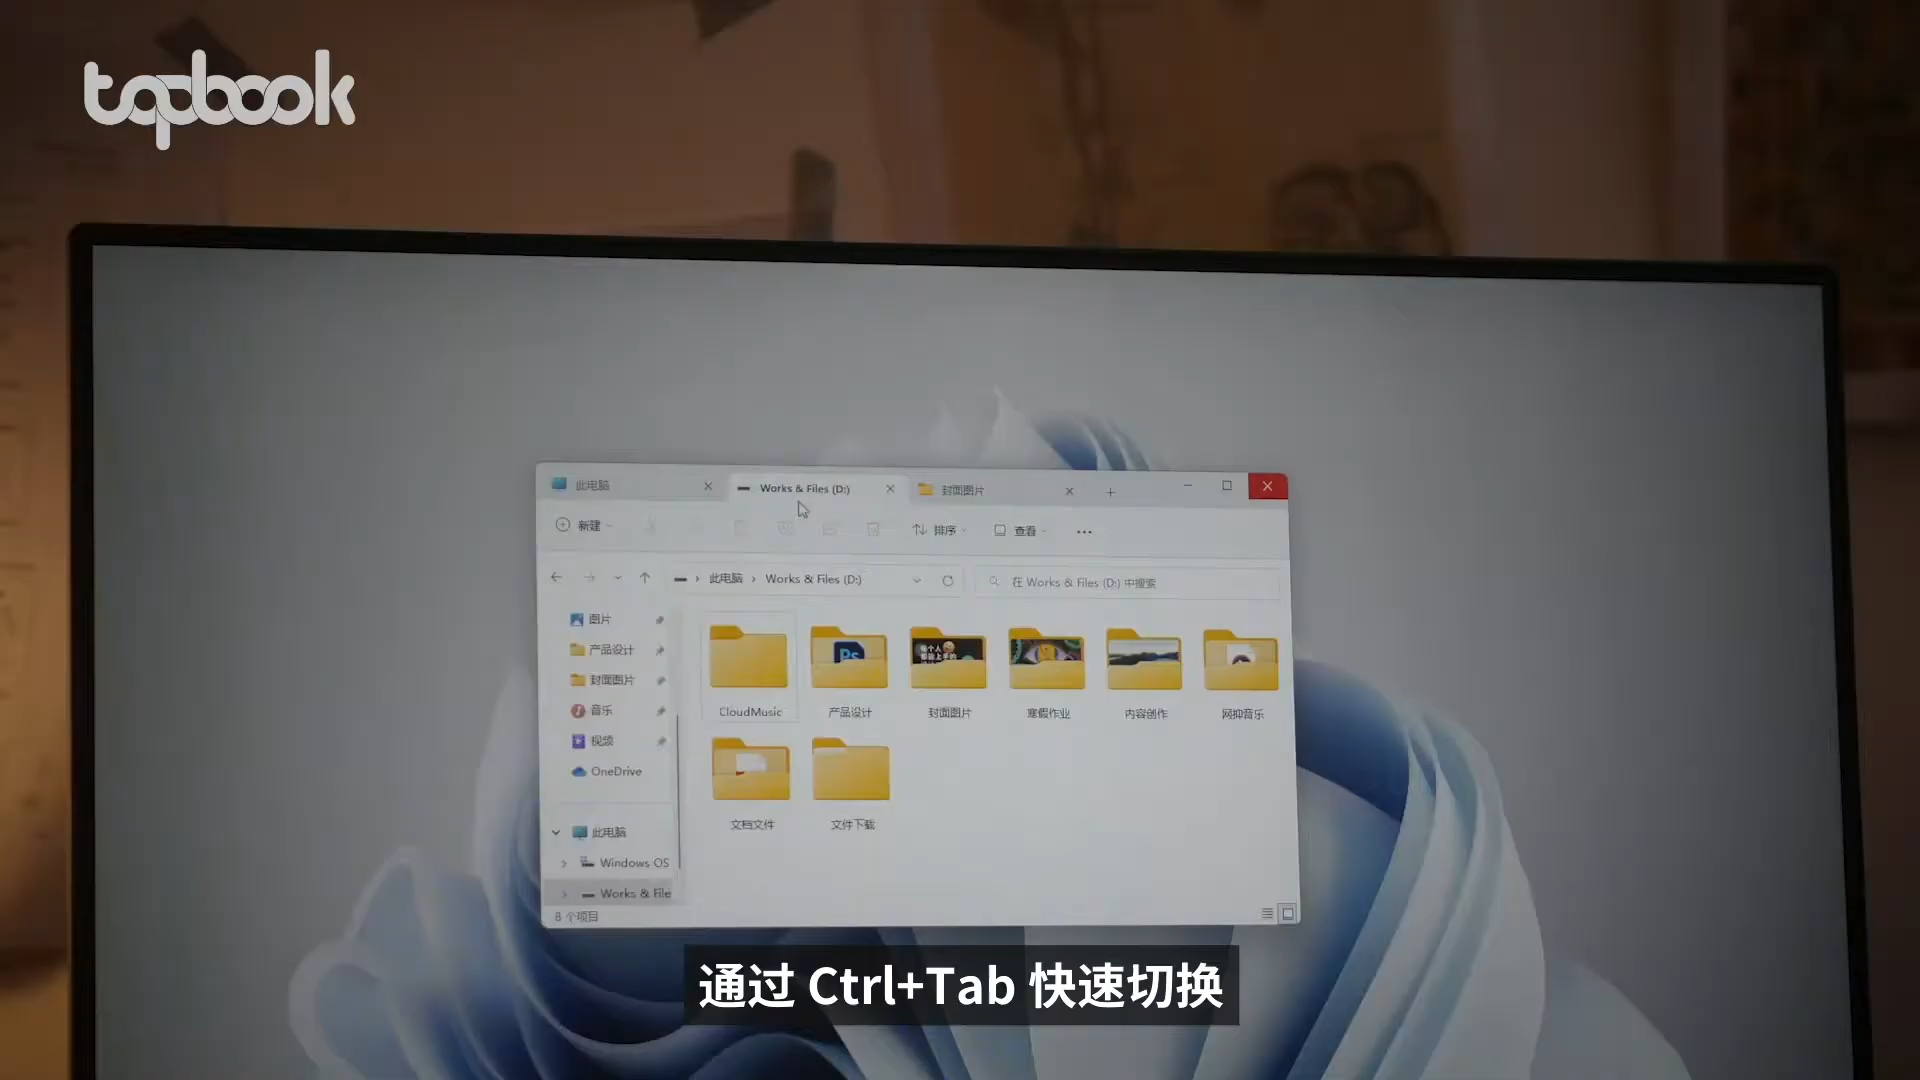 topbook
此电脑
Works & Files (D:)
封面图片
新建
排序
查看
此电脑 › Works & Files (D:)
在 Works & Files (D:) 中搜索
图片
产品设计
封面图片
音乐
视频
OneDrive
此电脑
Windows OS
Works & File
Ps
CloudMusic
产品设计
封面图片
寒假作业
内容创作
网抑音乐
文档文件
文件下载
8 个项目
通过 Ctrl+Tab 快速切换